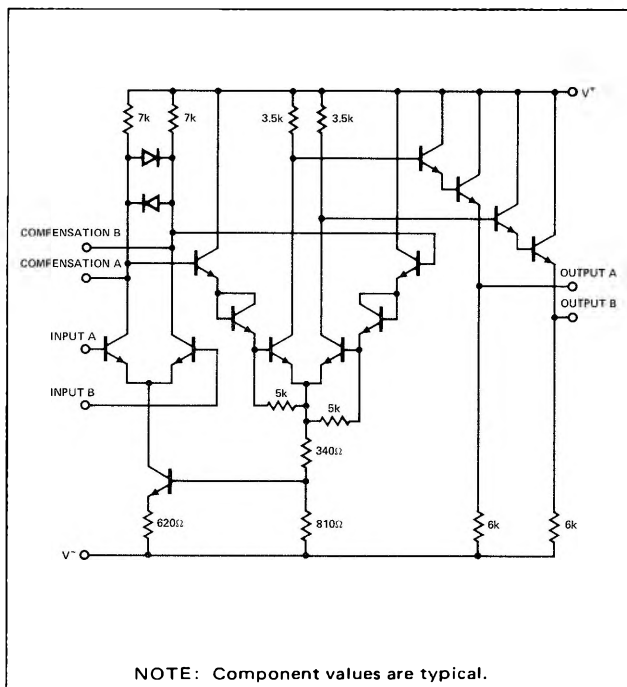 7k 7k 3.5k 3.5k V+
COMPENSATION B
COMPENSATION A
OUTPUT A
OUTPUT B
INPUT A
INPUT B
5k
5k
340Ω
620Ω 810Ω 6k 6k
V-
NOTE: Component values are typical.